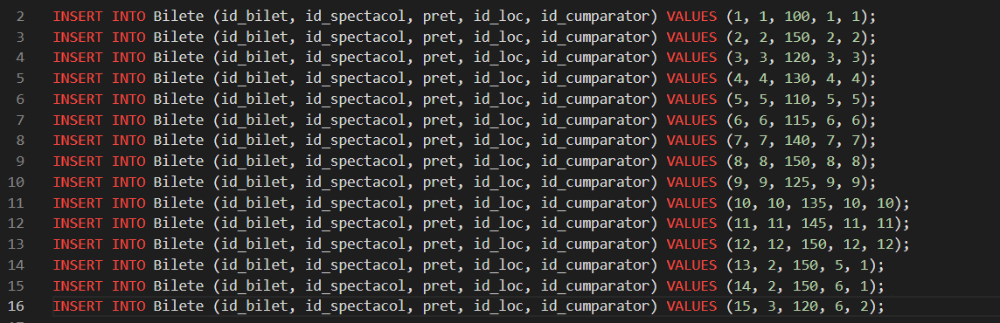 2 INSERT INTO Bilete (id_bilet, id_spectacol, pret, id_loc, id_cumparator) VALUES (1, 1, 100, 1, 1);
3 INSERT INTO Bilete (id_bilet, id_spectacol, pret, id_loc, id_cumparator) VALUES (2, 2, 150, 2, 2);
4 INSERT INTO Bilete (id_bilet, id_spectacol, pret, id_loc, id_cumparator) VALUES (3, 3, 120, 3, 3);
5 INSERT INTO Bilete (id_bilet, id_spectacol, pret, id_loc, id_cumparator) VALUES (4, 4, 130, 4, 4);
6 INSERT INTO Bilete (id_bilet, id_spectacol, pret, id_loc, id_cumparator) VALUES (5, 5, 110, 5, 5);
7 INSERT INTO Bilete (id_bilet, id_spectacol, pret, id_loc, id_cumparator) VALUES (6, 6, 115, 6, 6);
8 INSERT INTO Bilete (id_bilet, id_spectacol, pret, id_loc, id_cumparator) VALUES (7, 7, 140, 7, 7);
9 INSERT INTO Bilete (id_bilet, id_spectacol, pret, id_loc, id_cumparator) VALUES (8, 8, 150, 8, 8);
10 INSERT INTO Bilete (id_bilet, id_spectacol, pret, id_loc, id_cumparator) VALUES (9, 9, 125, 9, 9);
11 INSERT INTO Bilete (id_bilet, id_spectacol, pret, id_loc, id_cumparator) VALUES (10, 10, 135, 10, 10);
12 INSERT INTO Bilete (id_bilet, id_spectacol, pret, id_loc, id_cumparator) VALUES (11, 11, 145, 11, 11);
13 INSERT INTO Bilete (id_bilet, id_spectacol, pret, id_loc, id_cumparator) VALUES (12, 12, 150, 12, 12);
14 INSERT INTO Bilete (id_bilet, id_spectacol, pret, id_loc, id_cumparator) VALUES (13, 2, 150, 5, 1);
15 INSERT INTO Bilete (id_bilet, id_spectacol, pret, id_loc, id_cumparator) VALUES (14, 2, 150, 6, 1);
16 INSERT INTO Bilete (id_bilet, id_spectacol, pret, id_loc, id_cumparator) VALUES (15, 3, 120, 6, 2);